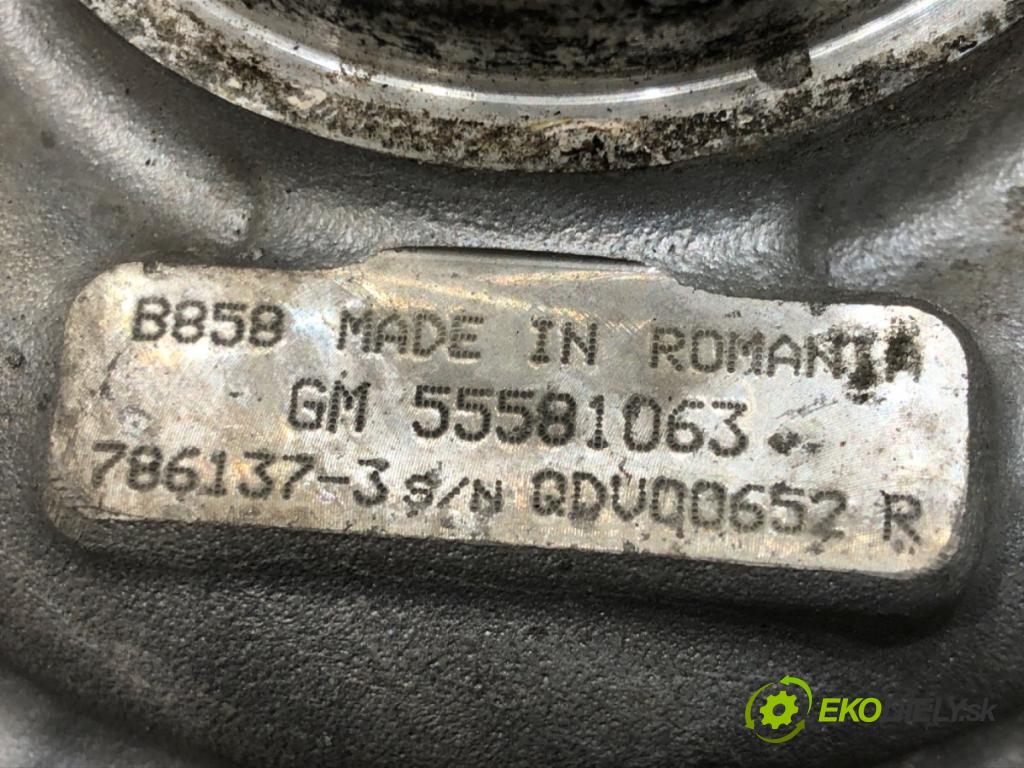 B858 MADE IN ROMANIA
GM 55581063
786137-3 S/N QDVQ0652 R
EKODIELY.sk